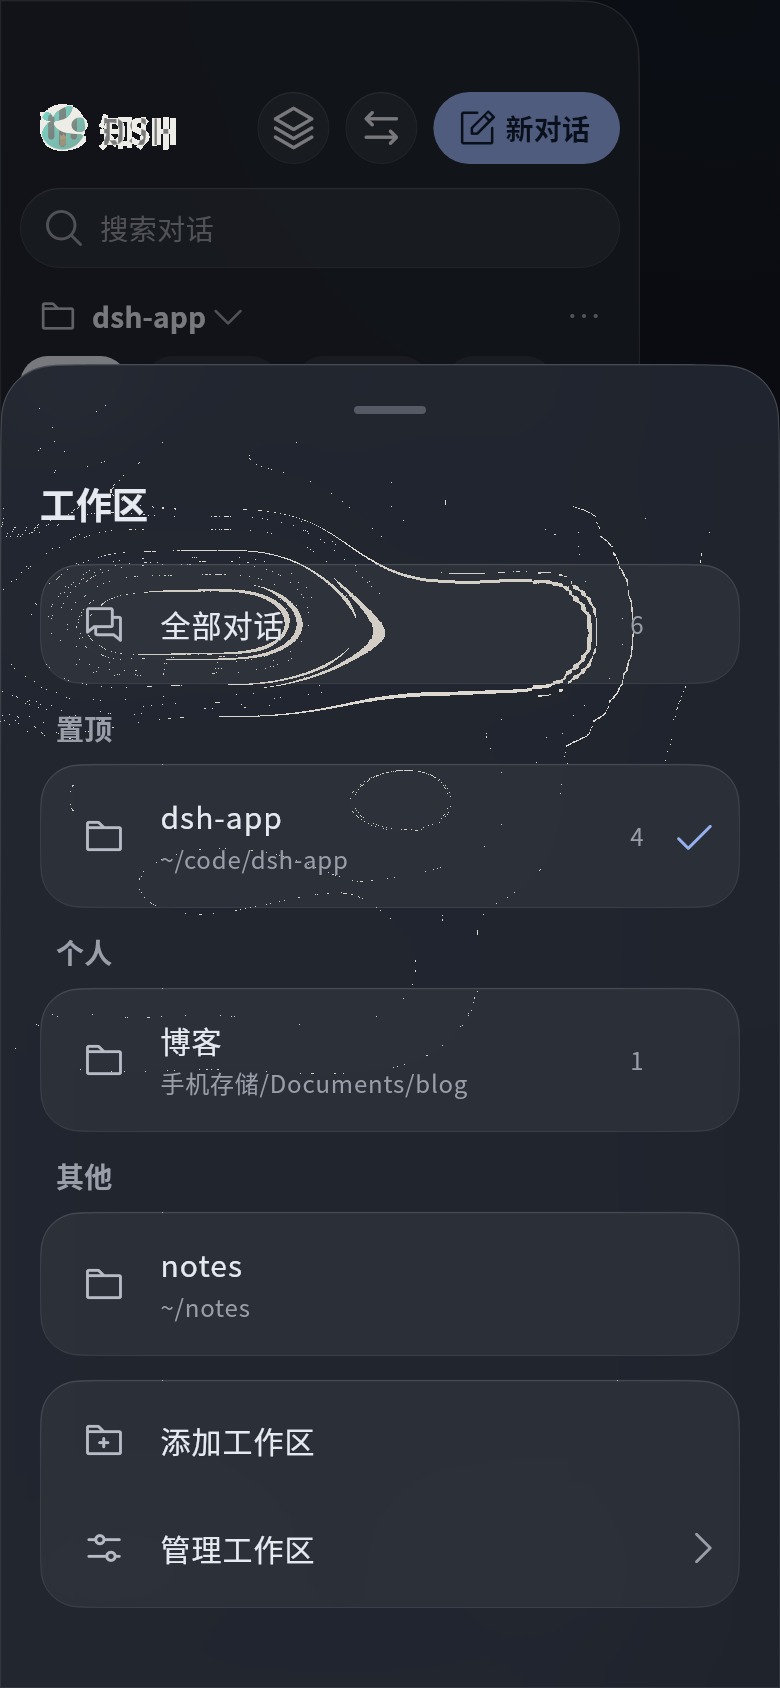 新对话
搜索对话
dsh-app
工作区
全部对话
6
置顶
dsh-app
~/code/dsh-app
4
个人
博客
手机存储/Documents/blog
1
其他
notes
~/notes
添加工作区
管理工作区